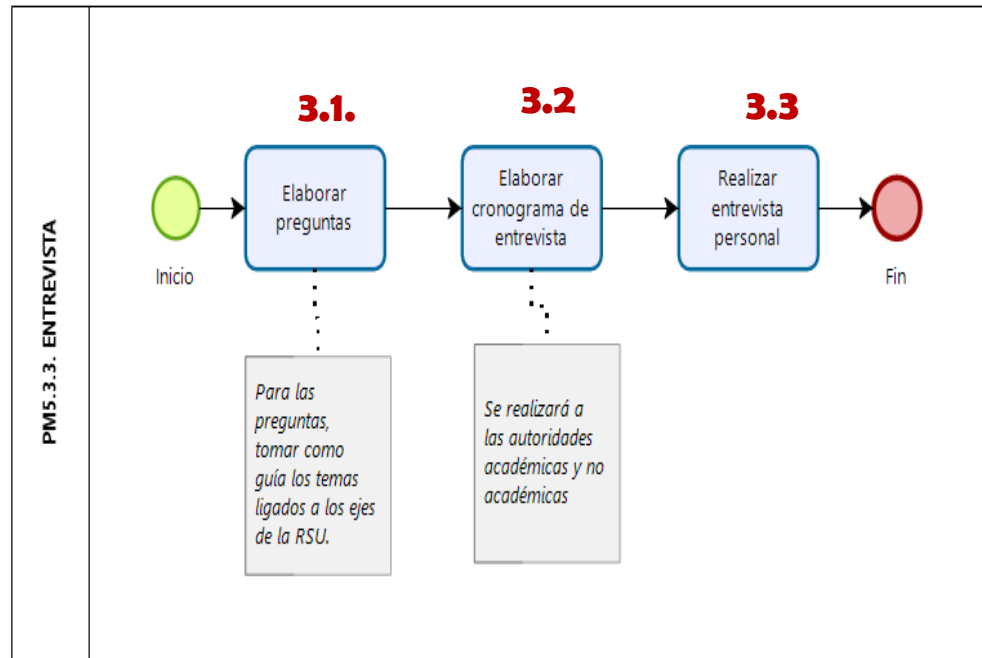 PM5.3.3. ENTREVISTA
3.1.
3.2
3.3
Inicio
Elaborar
preguntas
Elaborar
cronograma de
entrevista
Realizar
entrevista
personal
Fin
Para las
preguntas,
tomar como
guía los temas
ligados a los ejes
de la RSU.
Se realizará a
las autoridades
académicas y no
académicas